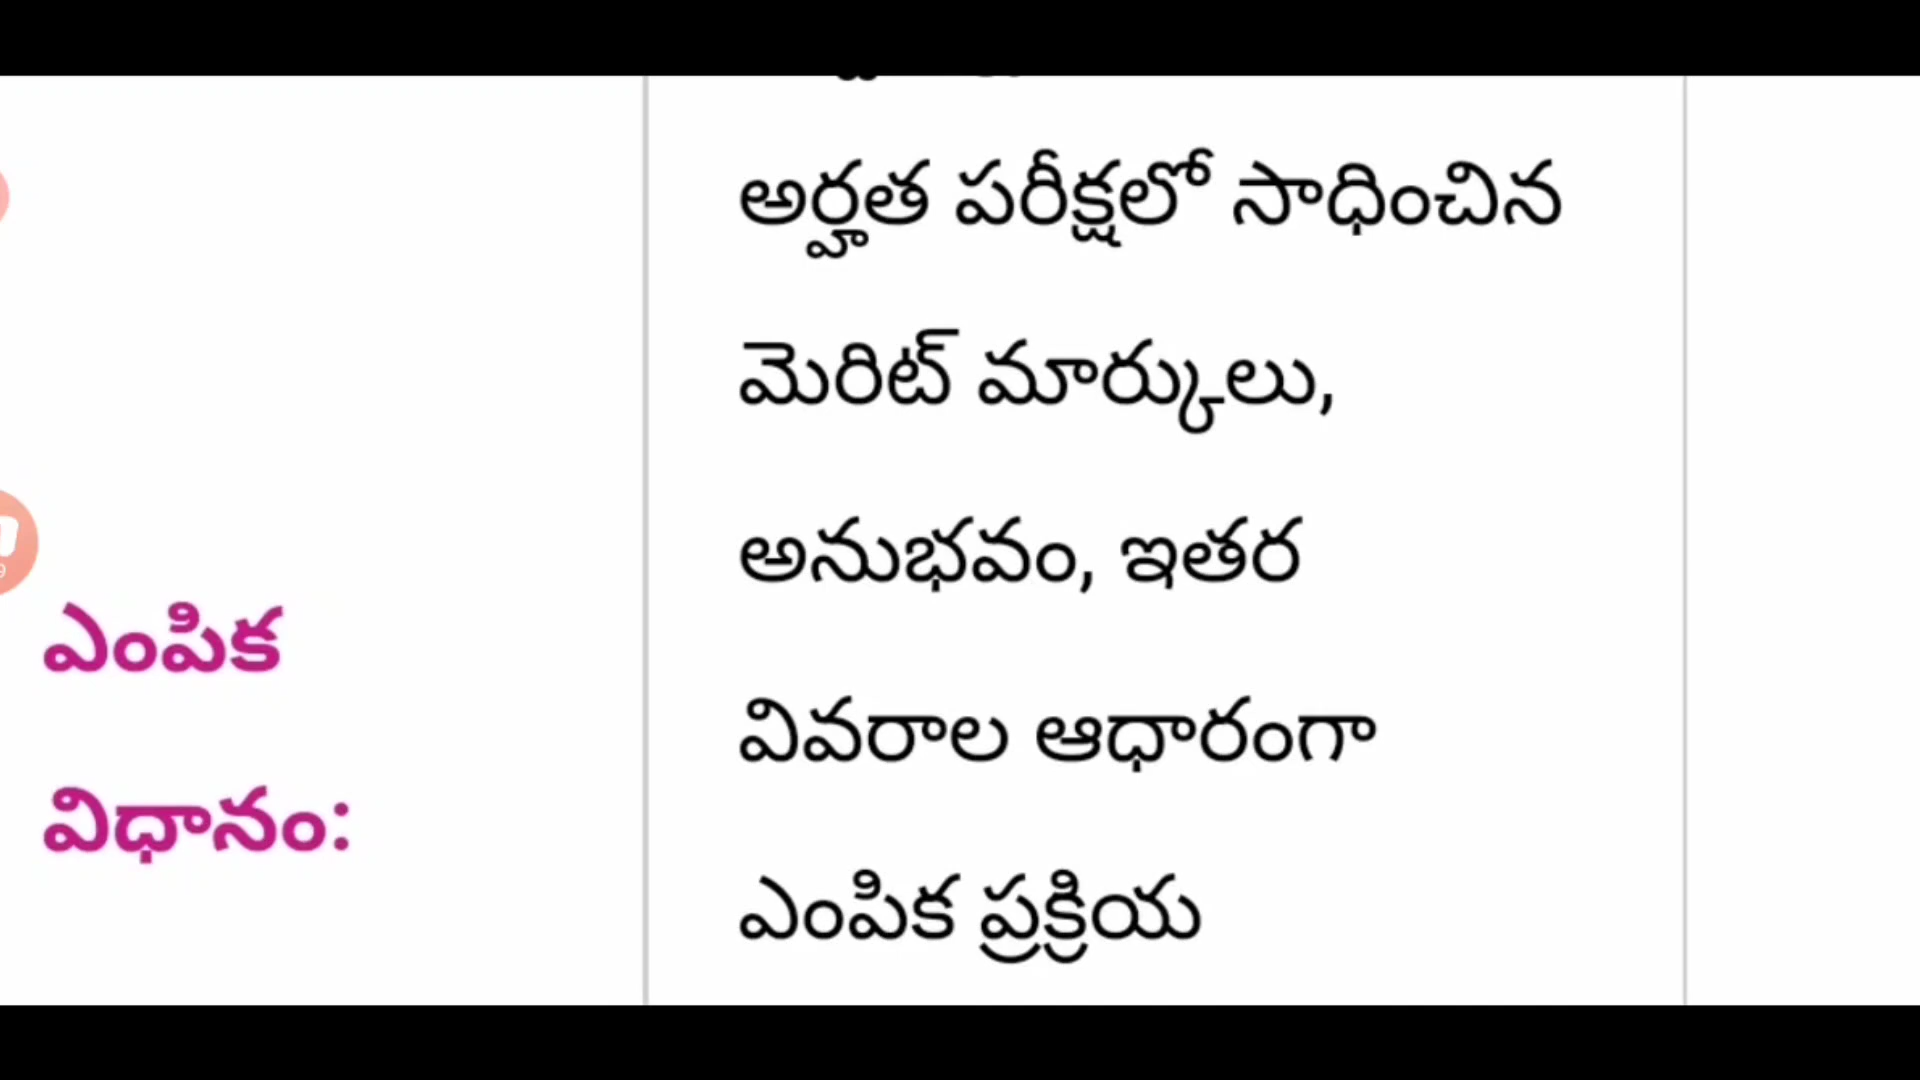 ఎంపిక
విధానం:
అర్హత పరీక్షలో సాధించిన
మెరిట్ మార్కులు,
అనుభవం, ఇతర
వివరాల ఆధారంగా
ఎంపిక ప్రక్రియ